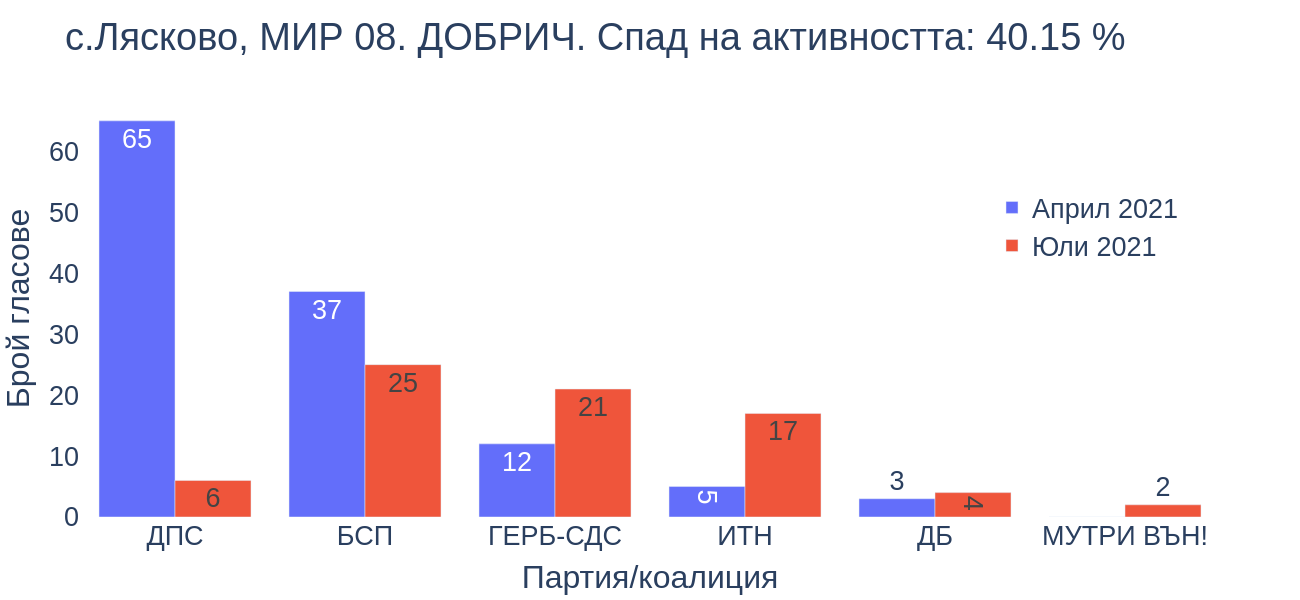 с.Лясково, МИР 08. ДОБРИЧ. Спад на активността: 40.15 %
Брой гласове
60
50
40
30
20
10
0
65
6
37
25
12
21
5
17
3
4
2
Април 2021
Юли 2021
ДПС
БСП
ГЕРБ-СДС
ИТН
ДБ
МУТРИ ВЪН!
Партия/коалиция